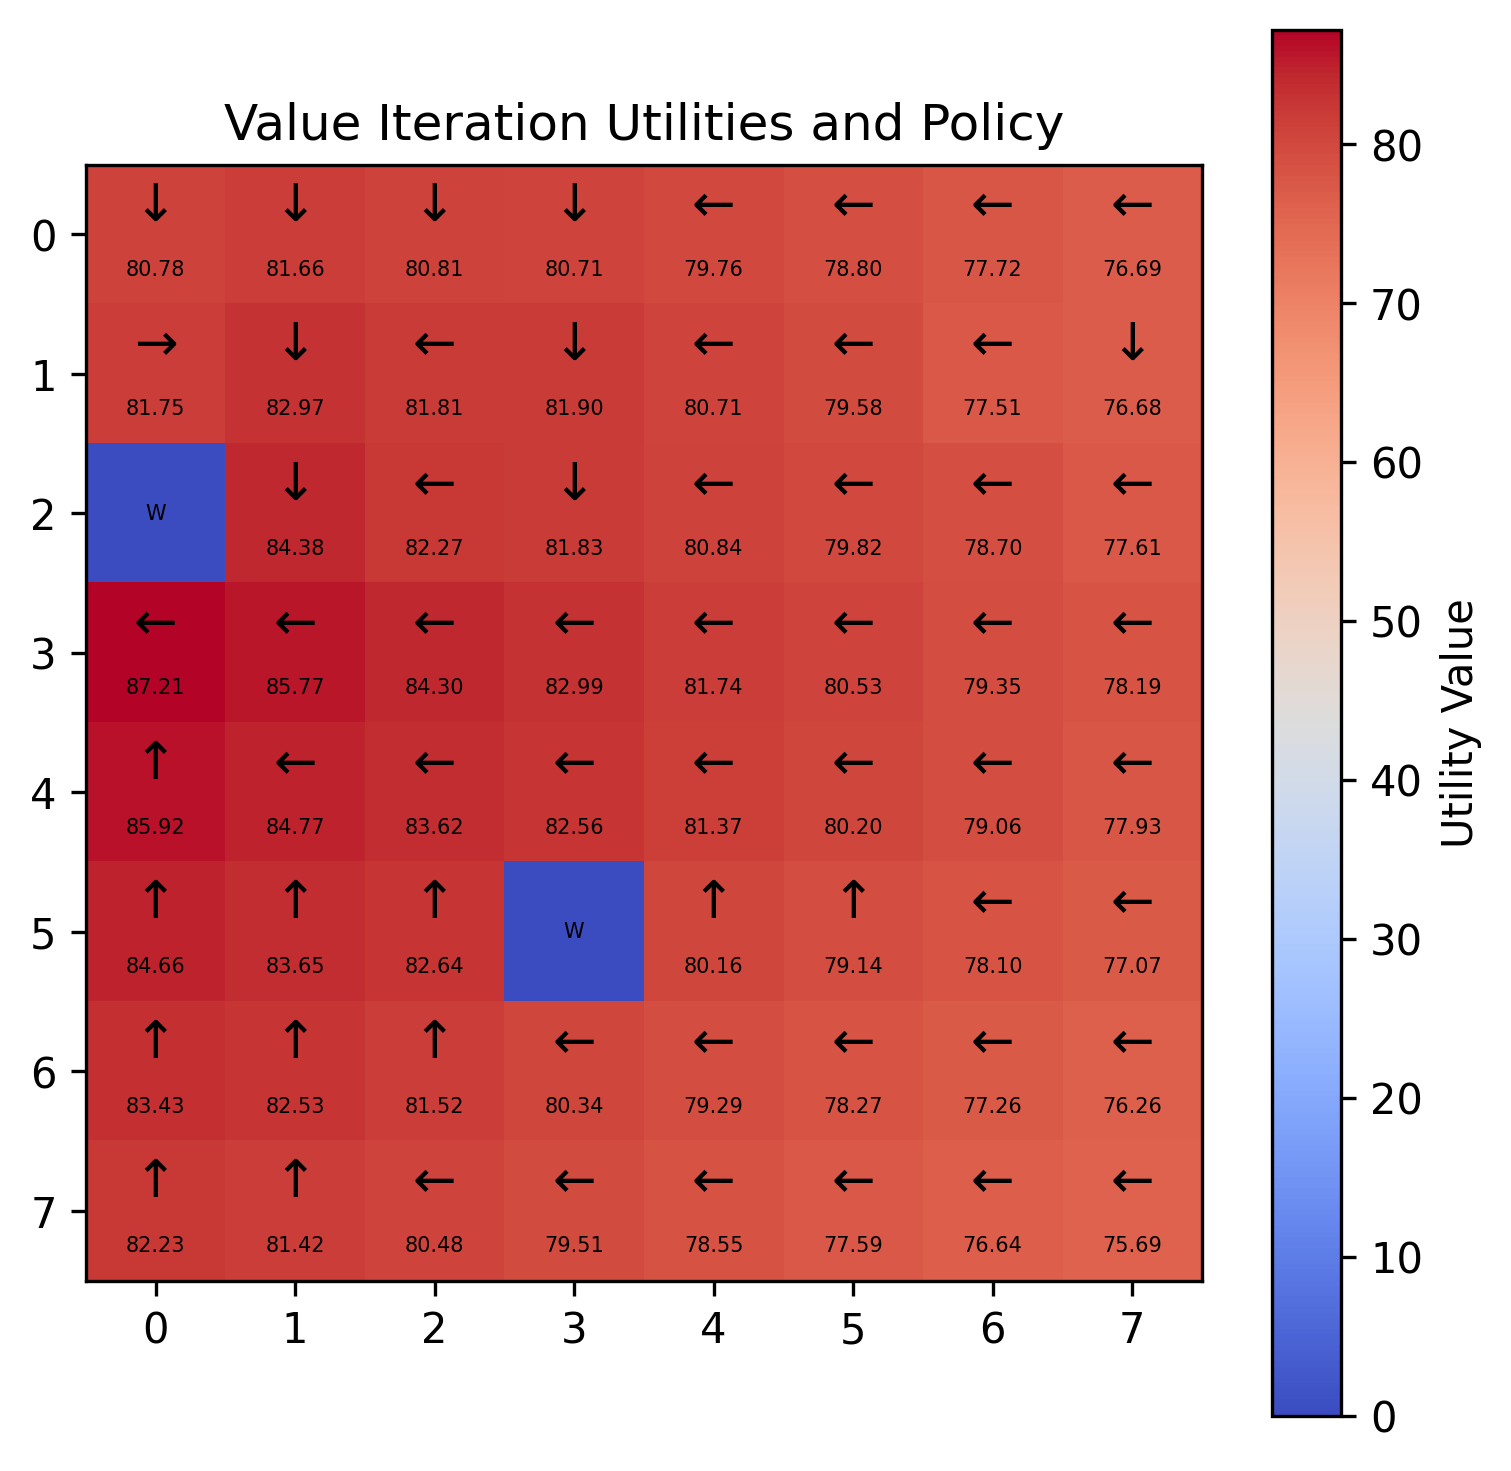 Value Iteration Utilities and Policy
↓ ↓ ↓ ↓ ← ← ← ←
0
80.78 81.66 80.81 80.71 79.76 78.80 77.72 76.69
→ ↓ ← ↓ ← ← ← ↓
1
81.75 82.97 81.81 81.90 80.71 79.58 77.51 76.68
↓ ← ↓ ← ← ← ←
2 W
84.38 82.27 81.83 80.84 79.82 78.70 77.61
← ← ← ← ← ← ← ←
3
87.21 85.77 84.30 82.99 81.74 80.53 79.35 78.19
↑ ← ← ← ← ← ← ←
4
85.92 84.77 83.62 82.56 81.37 80.20 79.06 77.93
↑ ↑ ↑ ↑ ↑ ← ←
5 W
84.66 83.65 82.64 80.16 79.14 78.10 77.07
↑ ↑ ↑ ← ← ← ← ←
6
83.43 82.53 81.52 80.34 79.29 78.27 77.26 76.26
↑ ↑ ← ← ← ← ← ←
7
82.23 81.42 80.48 79.51 78.55 77.59 76.64 75.69
0 1 2 3 4 5 6 7
80
70
60
50
40
30
20
10
0
Utility Value